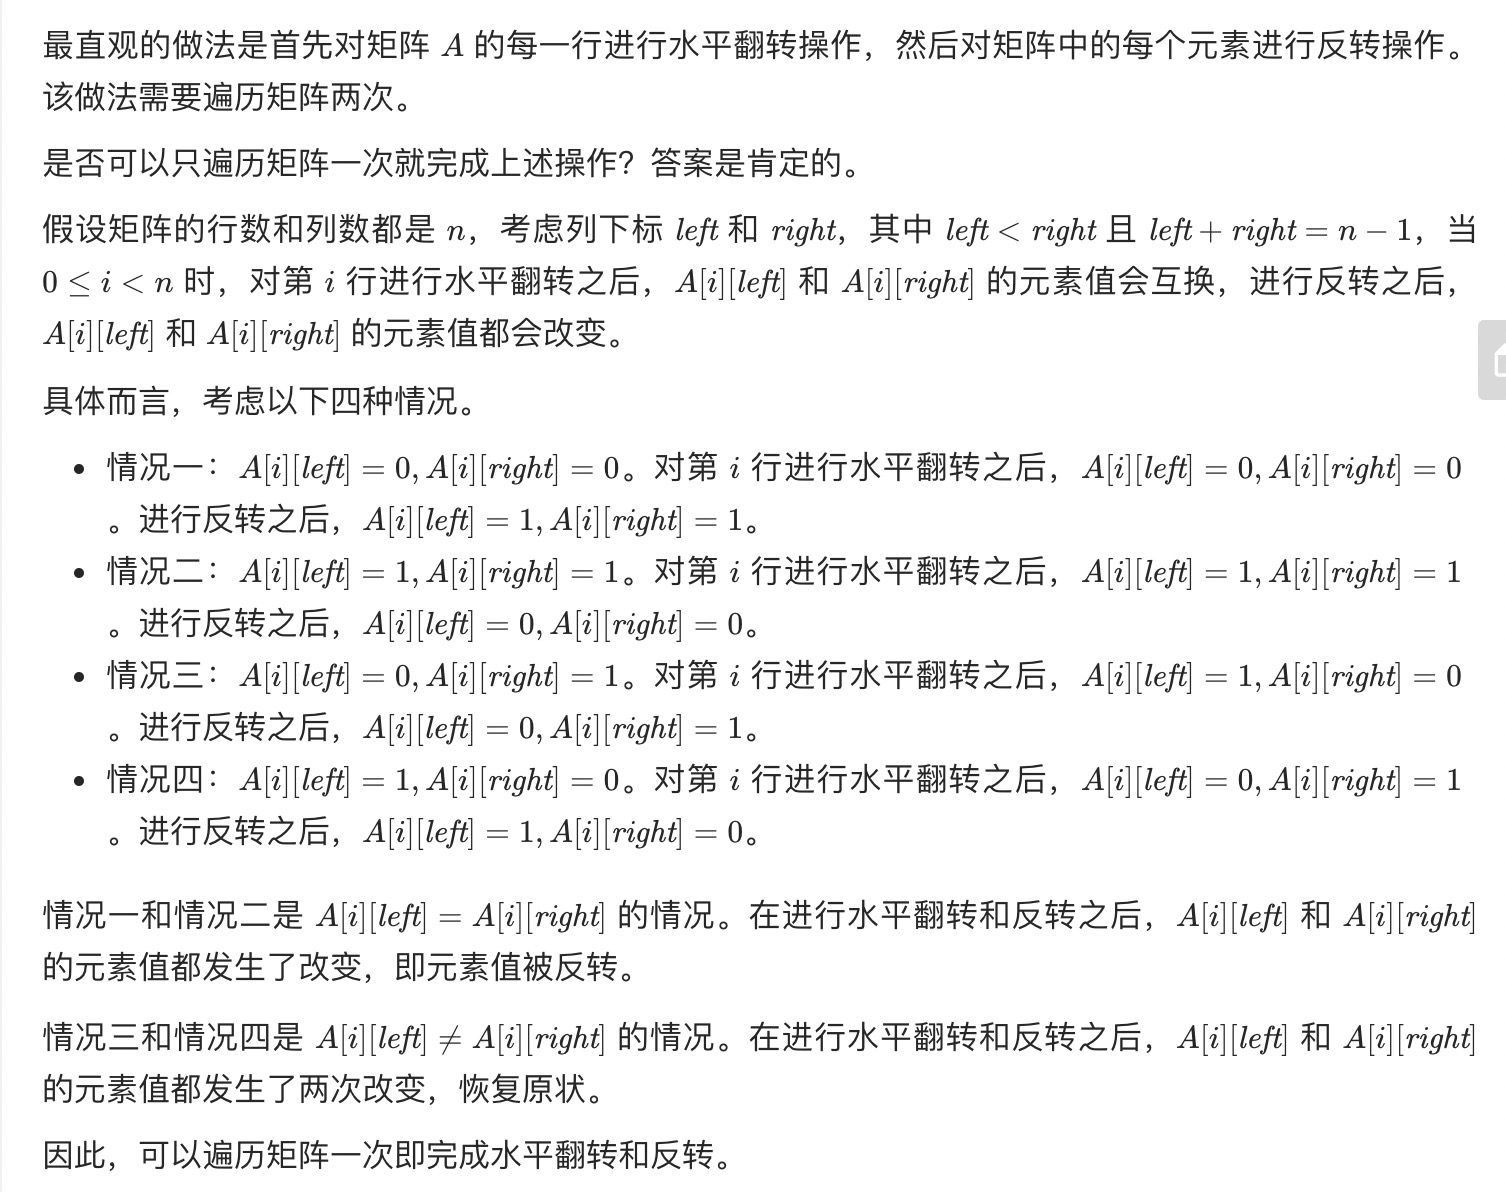 最直观的做法是首先对矩阵 A 的每一行进行水平翻转操作，然后对矩阵中的每个元素进行反转操作。
该做法需要遍历矩阵两次。
是否可以只遍历矩阵一次就完成上述操作？答案是肯定的。
假设矩阵的行数和列数都是 n，考虑列下标 left 和 right，其中 left < right 且 left + right = n − 1，当
0 ≤ i < n 时，对第 i 行进行水平翻转之后，A[i][left] 和 A[i][right] 的元素值会互换，进行反转之后，
A[i][left] 和 A[i][right] 的元素值都会改变。
具体而言，考虑以下四种情况。
• 情况一：A[i][left] = 0, A[i][right] = 0。对第 i 行进行水平翻转之后，A[i][left] = 0, A[i][right] = 0
。进行反转之后，A[i][left] = 1, A[i][right] = 1。
• 情况二：A[i][left] = 1, A[i][right] = 1。对第 i 行进行水平翻转之后，A[i][left] = 1, A[i][right] = 1
。进行反转之后，A[i][left] = 0, A[i][right] = 0。
• 情况三：A[i][left] = 0, A[i][right] = 1。对第 i 行进行水平翻转之后，A[i][left] = 1, A[i][right] = 0
。进行反转之后，A[i][left] = 0, A[i][right] = 1。
• 情况四：A[i][left] = 1, A[i][right] = 0。对第 i 行进行水平翻转之后，A[i][left] = 0, A[i][right] = 1
。进行反转之后，A[i][left] = 1, A[i][right] = 0。
情况一和情况二是 A[i][left] = A[i][right] 的情况。在进行水平翻转和反转之后，A[i][left] 和 A[i][right]
的元素值都发生了改变，即元素值被反转。
情况三和情况四是 A[i][left] ≠ A[i][right] 的情况。在进行水平翻转和反转之后，A[i][left] 和 A[i][right]
的元素值都发生了两次改变，恢复原状。
因此，可以遍历矩阵一次即完成水平翻转和反转。